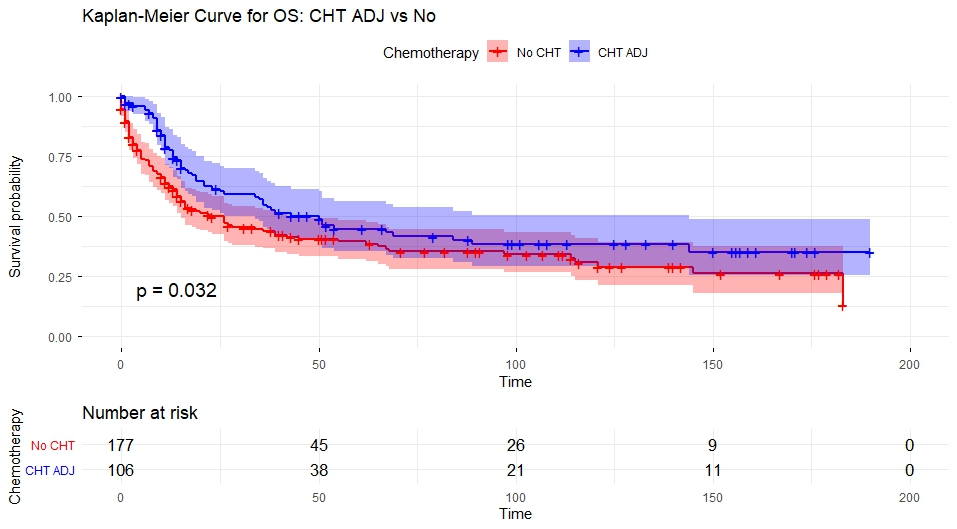 Kaplan-Meier Curve for OS: CHT ADJ vs No
Chemotherapy No CHT CHT ADJ
Survival probability
1.00
0.75
0.50
0.25
0.00
p = 0.032
0 50 100 150 200
Time
Number at risk
Chemotherapy
No CHT 177 45 26 9 0
CHT ADJ 106 38 21 11 0
0 50 100 150 200
Time